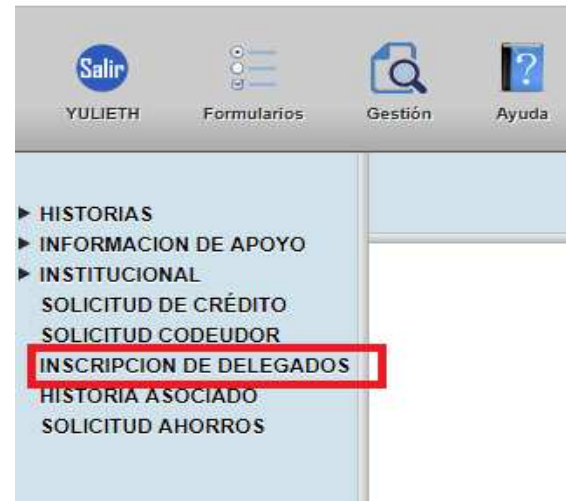 Salir
YULIETH Formularios Gestión Ayuda
HISTORIAS
INFORMACION DE APOYO
INSTITUCIONAL
SOLICITUD DE CRÉDITO
SOLICITUD CODEUDOR
INSCRIPCION DE DELEGADOS
HISTORIA ASOCIADO
SOLICITUD AHORROS